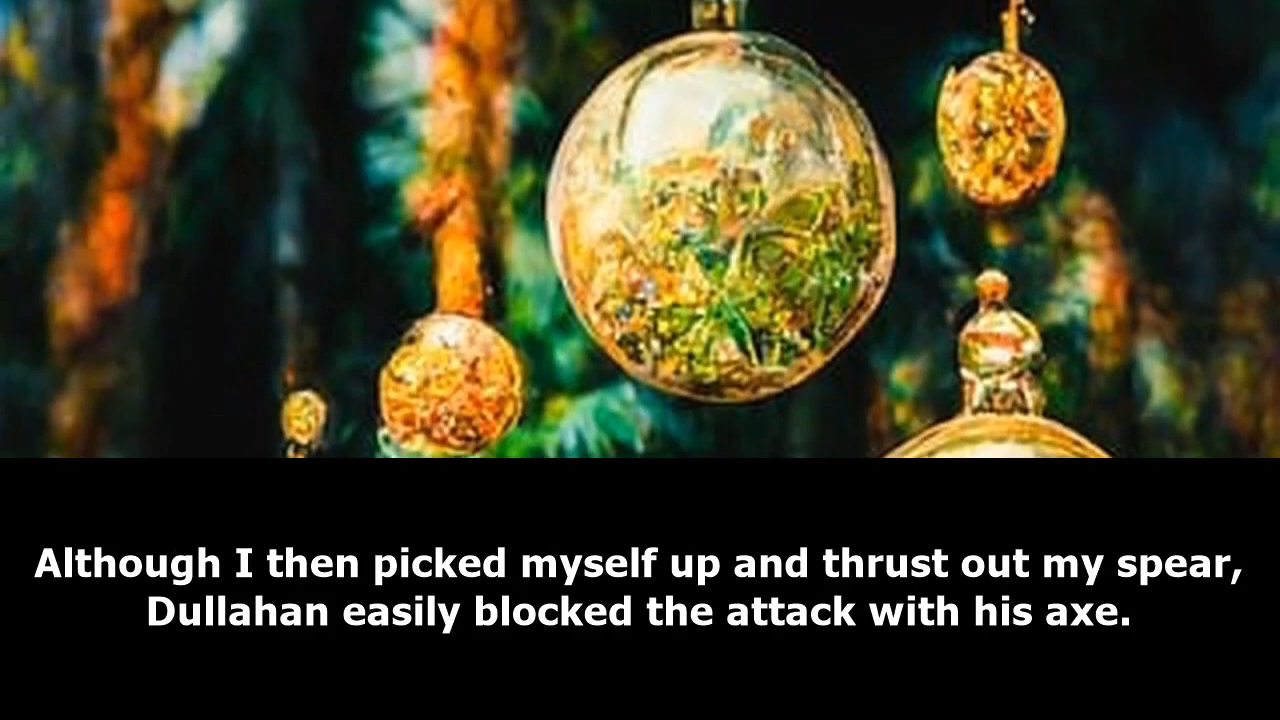 Although I then picked myself up and thrust out my spear,
Dullahan easily blocked the attack with his axe.